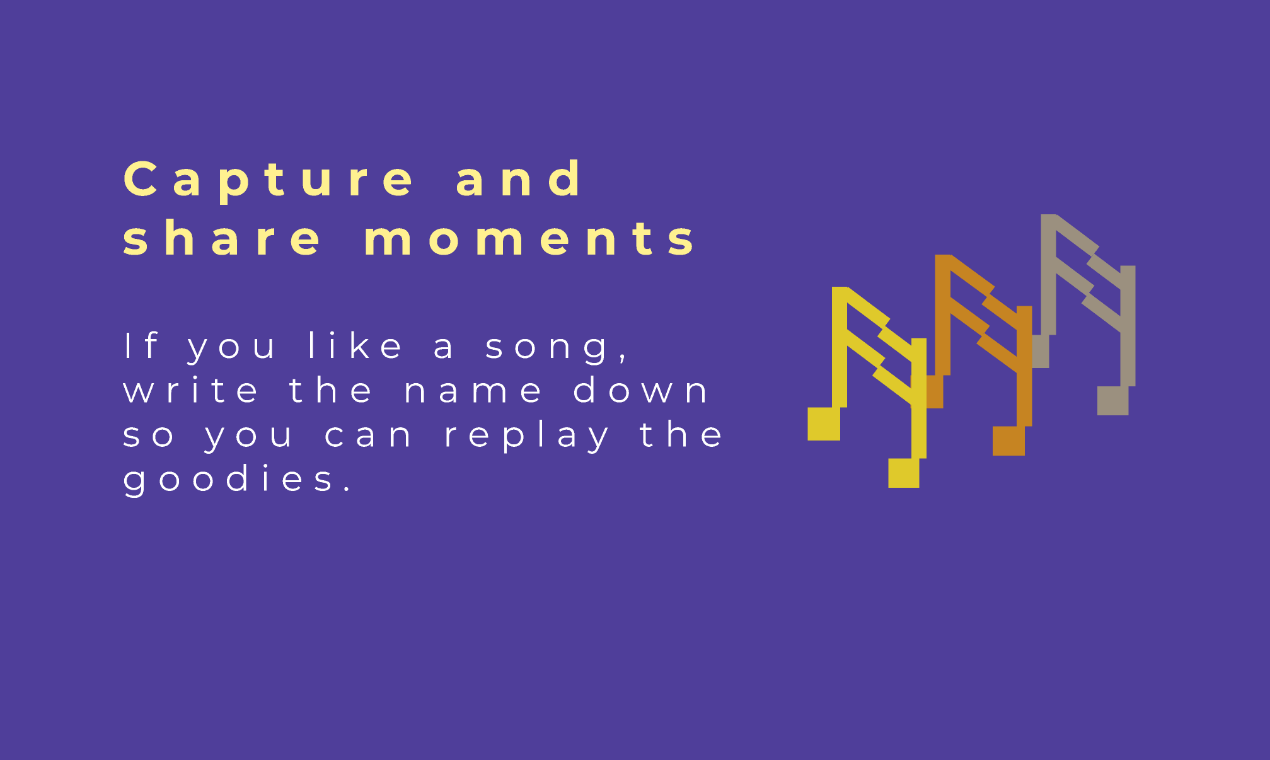 Capture and
share moments
If you like a song,
write the name down
so you can replay the
goodies.